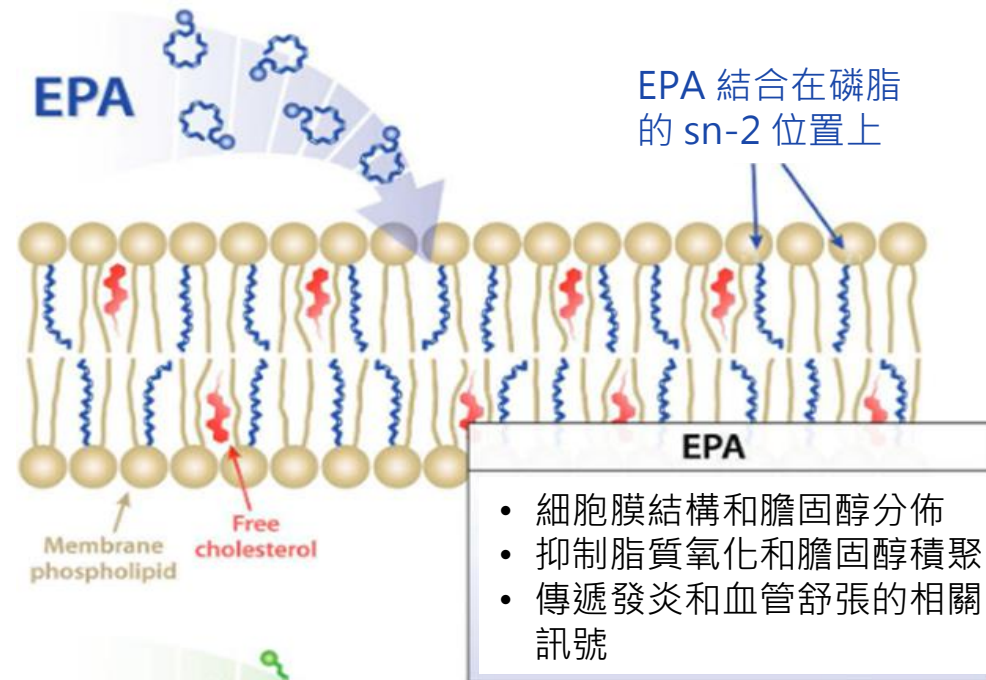 EPA
EPA 結合在磷脂
的 sn-2 位置上
Membrane
phospholipid
Free
cholesterol
EPA
• 細胞膜結構和膽固醇分佈
• 抑制脂質氧化和膽固醇積聚
• 傳遞發炎和血管舒張的相關
訊號